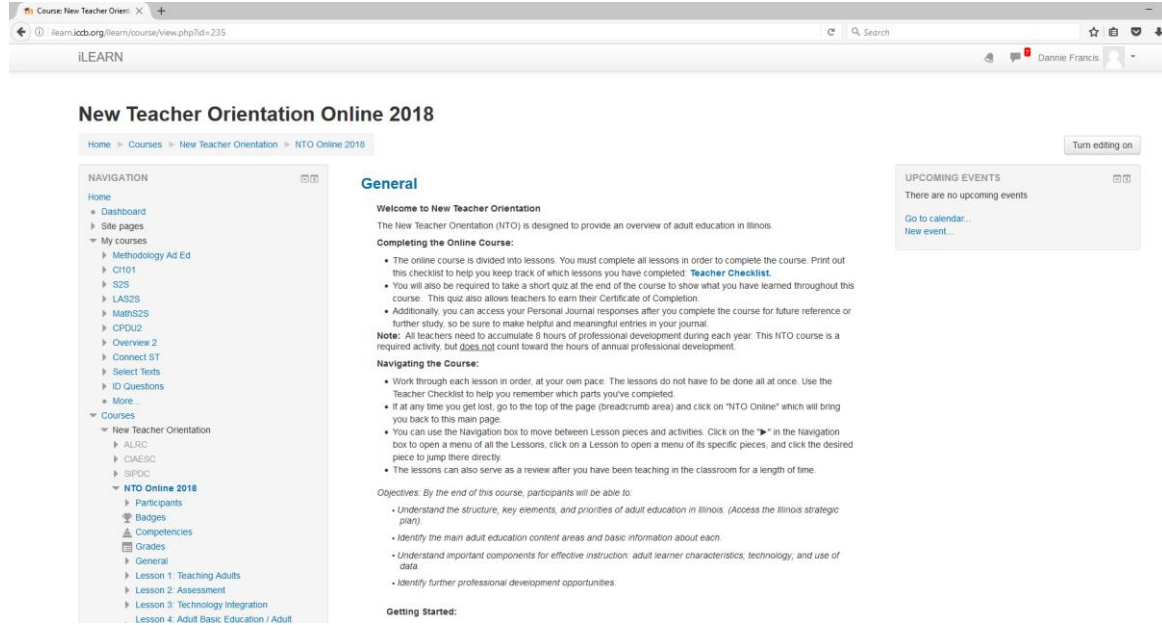 Course: New Teacher Orient
ilearn.iccb.org/ilearn/course/view.php?id=235
Search
iLEARN
Dannie Francis
New Teacher Orientation Online 2018
Home ▶ Courses ▶ New Teacher Orientation ▶ NTO Online 2018
Turn editing on
NAVIGATION
Home
Dashboard
Site pages
My courses
Methodology Ad Ed
CI101
S2S
LAS2S
MathS2S
CPDU2
Overview 2
Connect ST
Select Texts
ID Questions
More...
Courses
New Teacher Orientation
ALRC
CIAESC
SIPDC
NTO Online 2018
Participants
Badges
Competencies
Grades
General
Lesson 1: Teaching Adults
Lesson 2: Assessment
Lesson 3: Technology Integration
Lesson 4: Adult Basic Education / Adult
General
Welcome to New Teacher Orientation
The New Teacher Orientation (NTO) is designed to provide an overview of adult education in Illinois.
Completing the Online Course:
• The online course is divided into lessons. You must complete all lessons in order to complete the course. Print out
this checklist to help you keep track of which lessons you have completed: Teacher Checklist.
• You will also be required to take a short quiz at the end of the course to show what you have learned throughout this
course. This quiz also allows teachers to earn their Certificate of Completion.
• Additionally, you can access your Personal Journal responses after you complete the course for future reference or
further study, so be sure to make helpful and meaningful entries in your journal.
Note: All teachers need to accumulate 8 hours of professional development during each year. This NTO course is a
required activity, but does not count toward the hours of annual professional development.
Navigating the Course:
• Work through each lesson in order, at your own pace. The lessons do not have to be done all at once. Use the
Teacher Checklist to help you remember which parts you've completed.
• If at any time you get lost, go to the top of the page (breadcrumb area) and click on "NTO Online" which will bring
you back to this main page.
• You can use the Navigation box to move between Lesson pieces and activities. Click on the "▶" in the Navigation
box to open a menu of all the Lessons, click on a Lesson to open a menu of its specific pieces, and click the desired
piece to jump there directly.
• The lessons can also serve as a review after you have been teaching in the classroom for a length of time.
Objectives: By the end of this course, participants will be able to:
• Understand the structure, key elements, and priorities of adult education in Illinois. (Access the Illinois strategic
plan).
• Identify the main adult education content areas and basic information about each.
• Understand important components for effective instruction: adult learner characteristics; technology; and use of
data.
• Identify further professional development opportunities.
Getting Started:
UPCOMING EVENTS
There are no upcoming events
Go to calendar...
New event...